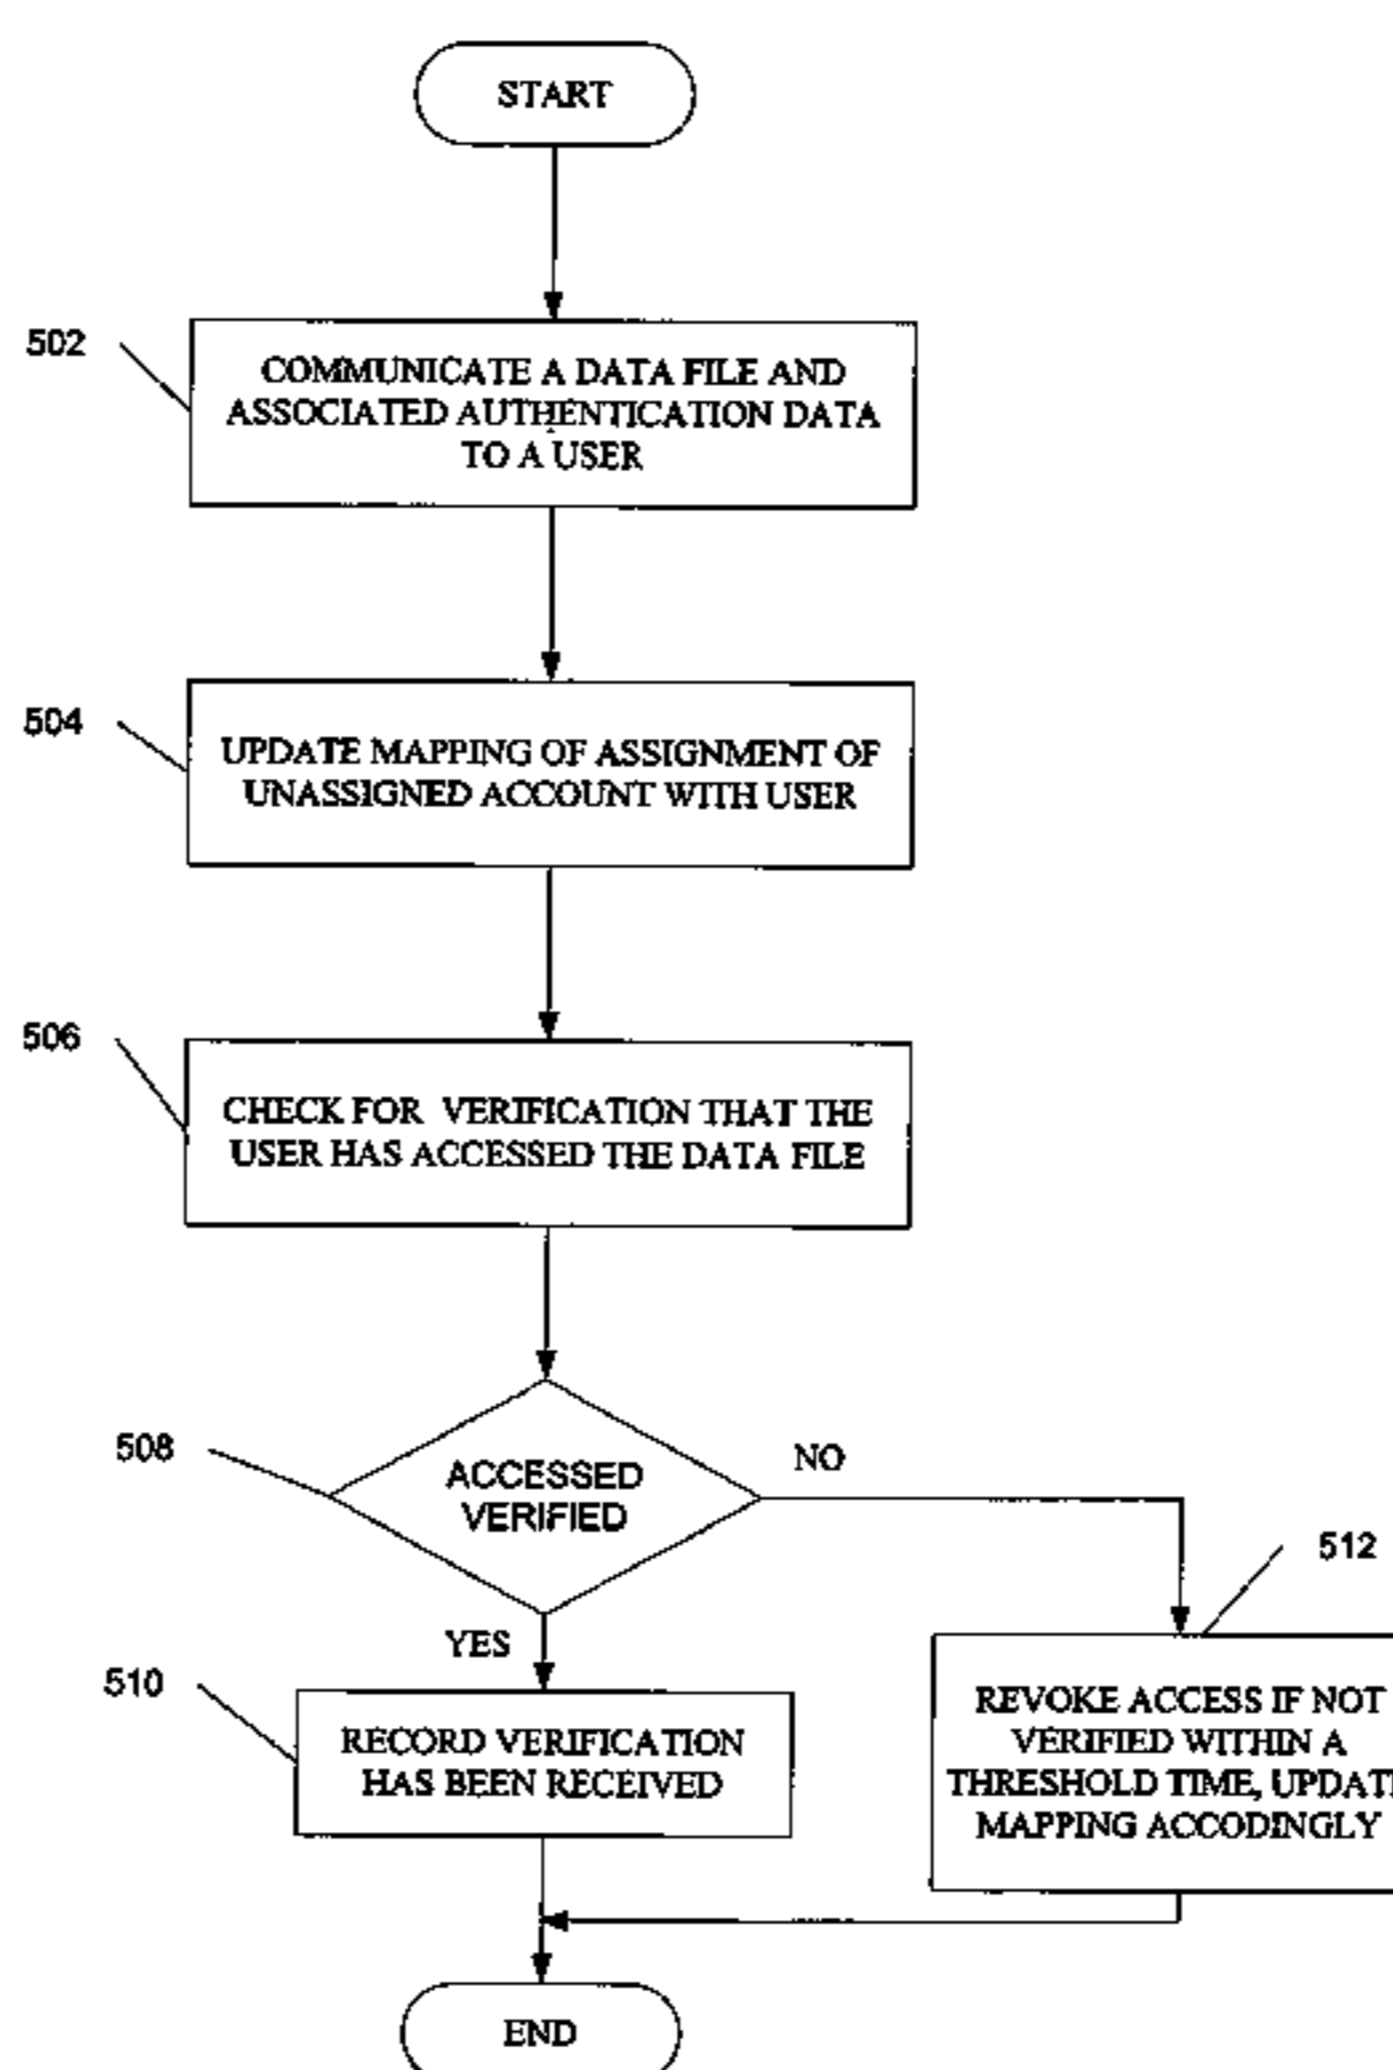 START
502
COMMUNICATE A DATA FILE AND
ASSOCIATED AUTHENTICATION DATA
TO A USER
504
UPDATE MAPPING OF ASSIGNMENT OF
UNASSIGNED ACCOUNT WITH USER
506
CHECK FOR VERIFICATION THAT THE
USER HAS ACCESSED THE DATA FILE
508
ACCESSED
VERIFIED
NO
512
YES
510
RECORD VERIFICATION
HAS BEEN RECEIVED
REVOKE ACCESS IF NOT
VERIFIED WITHIN A
THRESHOLD TIME, UPDATE
MAPPING ACCODINGLY
END